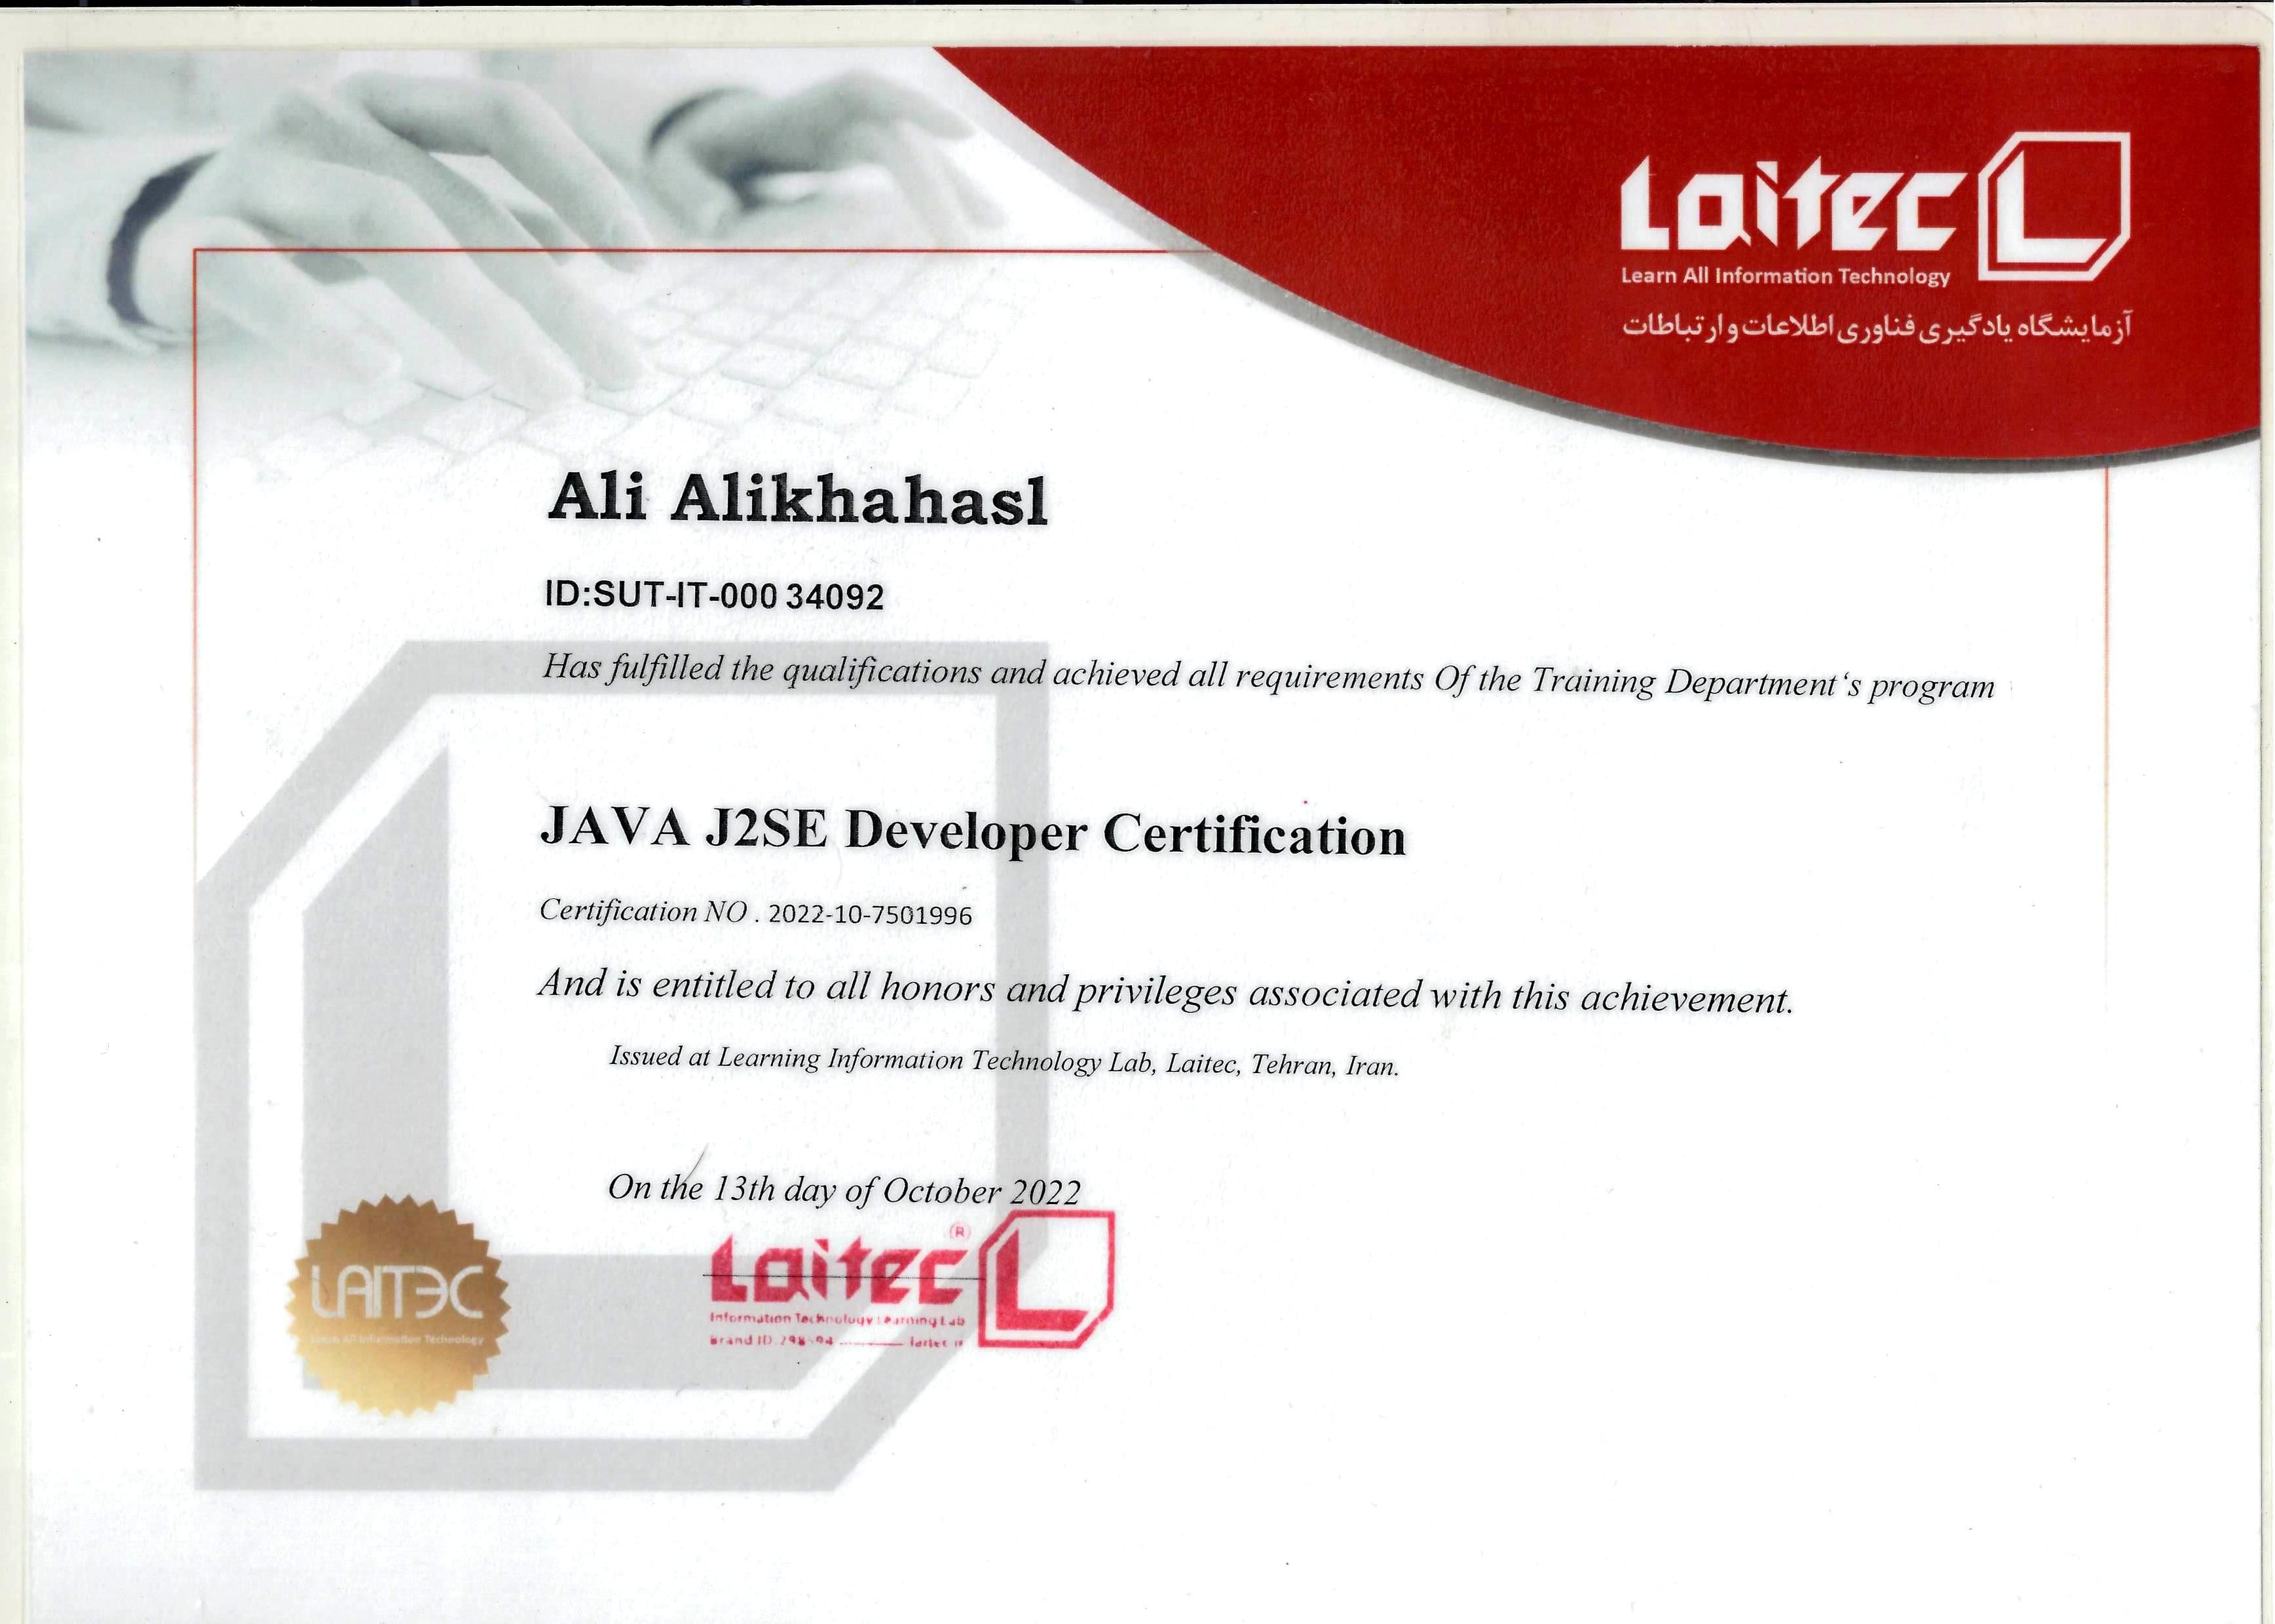 Laitec
Learn All Information Technology
آزمایشگاه یادگیری فناوری اطلاعات و ارتباطات
Ali Alikhahasl
ID:SUT-IT-000 34092
Has fulfilled the qualifications and achieved all requirements Of the Training Department‘s program
JAVA J2SE Developer Certification
Certification NO . 2022-10-7501996
And is entitled to all honors and privileges associated with this achievement.
Issued at Learning Information Technology Lab, Laitec, Tehran, Iran.
On the 13th day of October 2022
Laitec ®
Information Technology Learning Lab
Brand ID
LAITEC
Learn All Information Technology